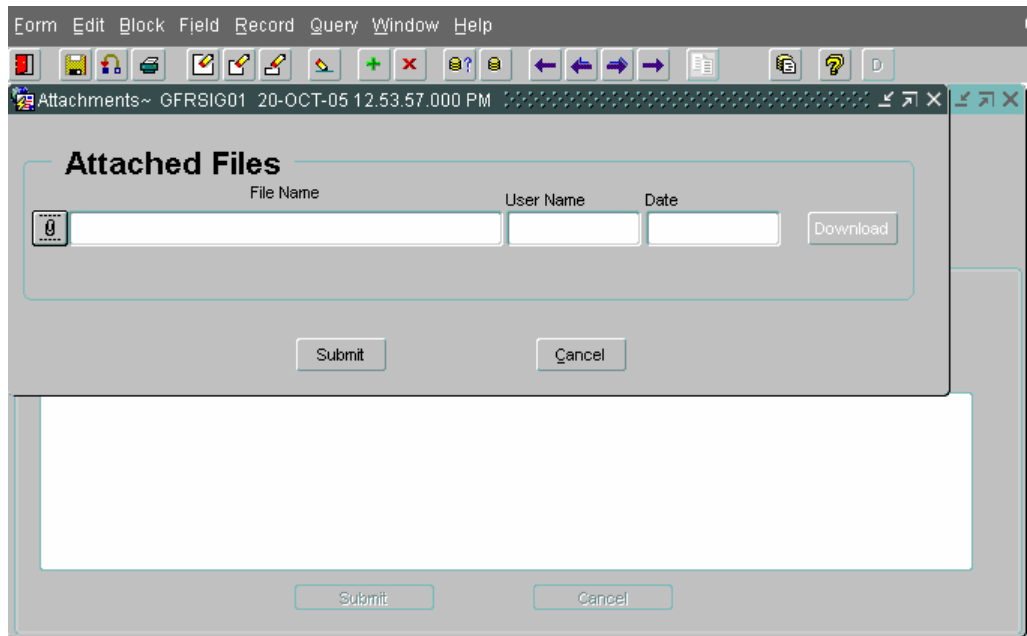 Form Edit Block Field Record Query Window Help
? ? D
Attachments~ GFRSIG01 20-OCT-05 12.53.57.000 PM
Attached Files
File Name User Name Date
Download
Submit Cancel
Submit Cancel